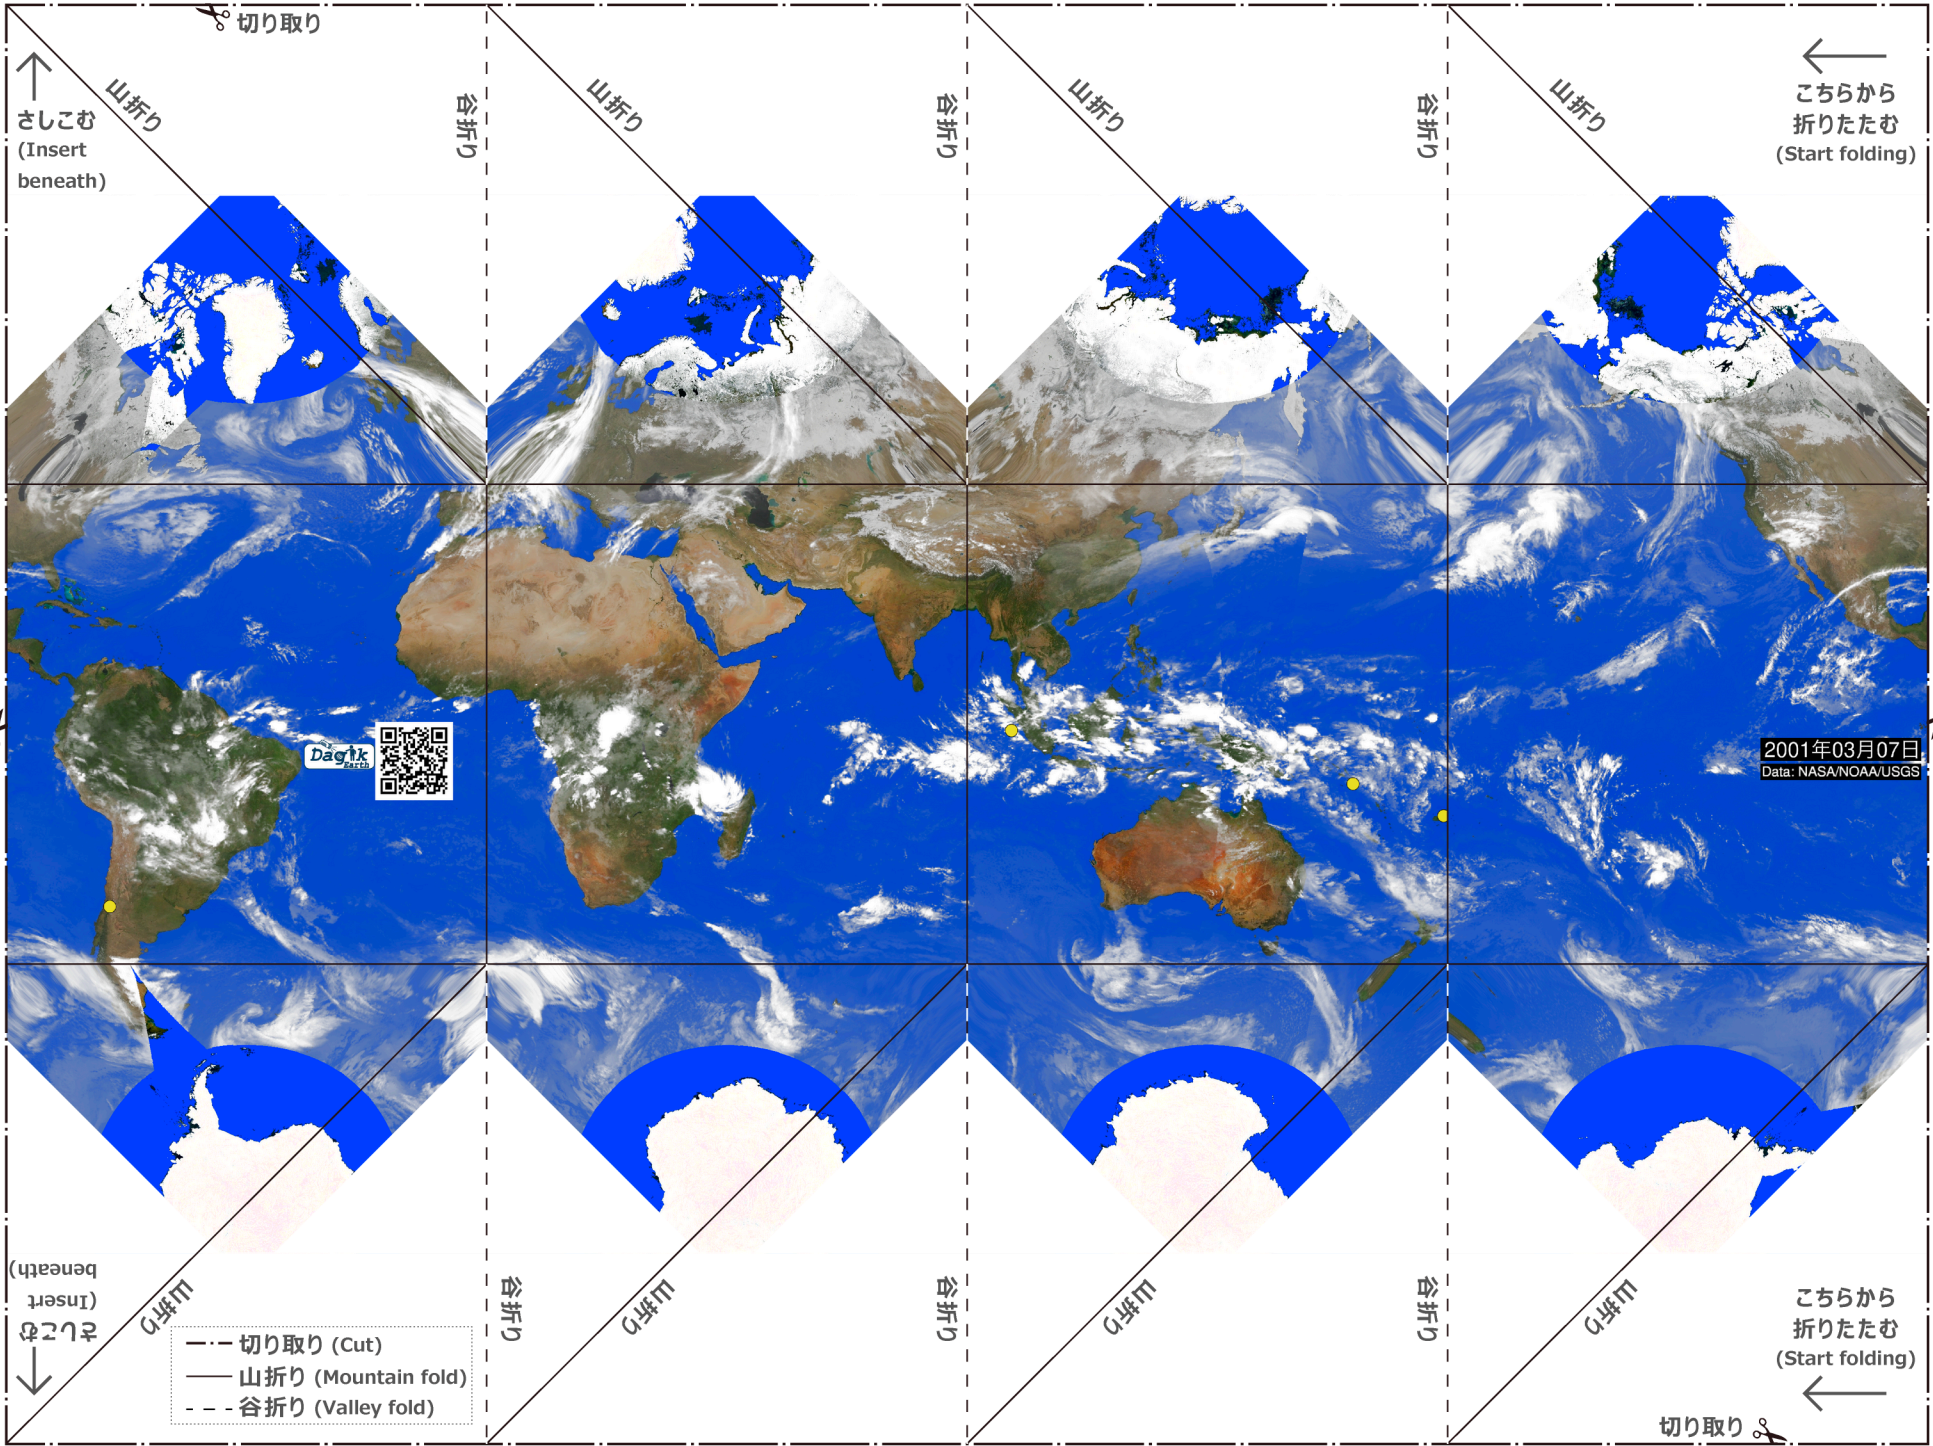 切り取り
山折り
谷折り
山折り
谷折り
山折り
谷折り
山折り
さしこむ
(Insert
beneath)
こちらから
折りたたむ
(Start folding)
Dagik
Earth
2001年03月07日
Data: NASA/NOAA/USGS
さしこむ
(Insert
beneath)
山折り
谷折り
山折り
谷折り
山折り
谷折り
山折り
こちらから
折りたたむ
(Start folding)
切り取り (Cut)
山折り (Mountain fold)
谷折り (Valley fold)
切り取り